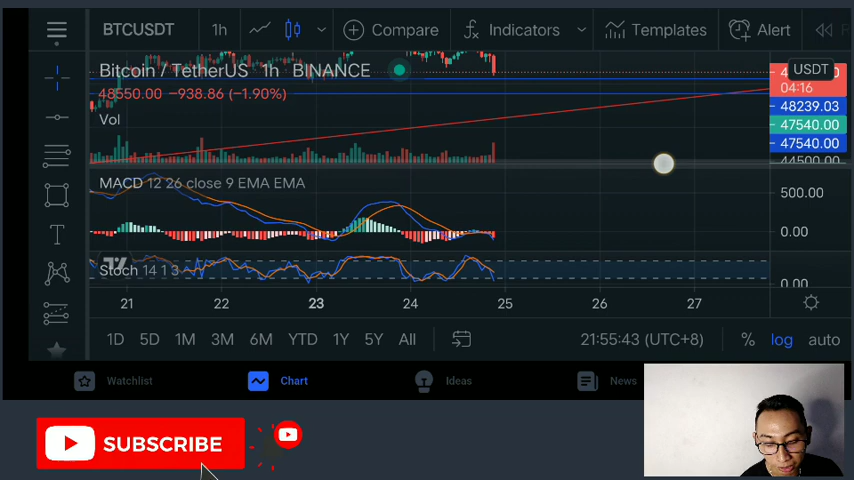 BTCUSDT 1h Compare Indicators Templates Alert
Bitcoin / TetherUS 1h BINANCE
USDT
48550.00 −938.86 (−1.90%)
04:16
48239.03
Vol
47540.00
47540.00
44500.00
MACD 12 26 close 9 EMA EMA
500.00
0.00
Stoch 14 1 3
0.00
21 22 23 24 25 26 27
1D 5D 1M 3M 6M YTD 1Y 5Y All 21:55:43 (UTC+8) % log auto
Watchlist Chart Ideas News
SUBSCRIBE